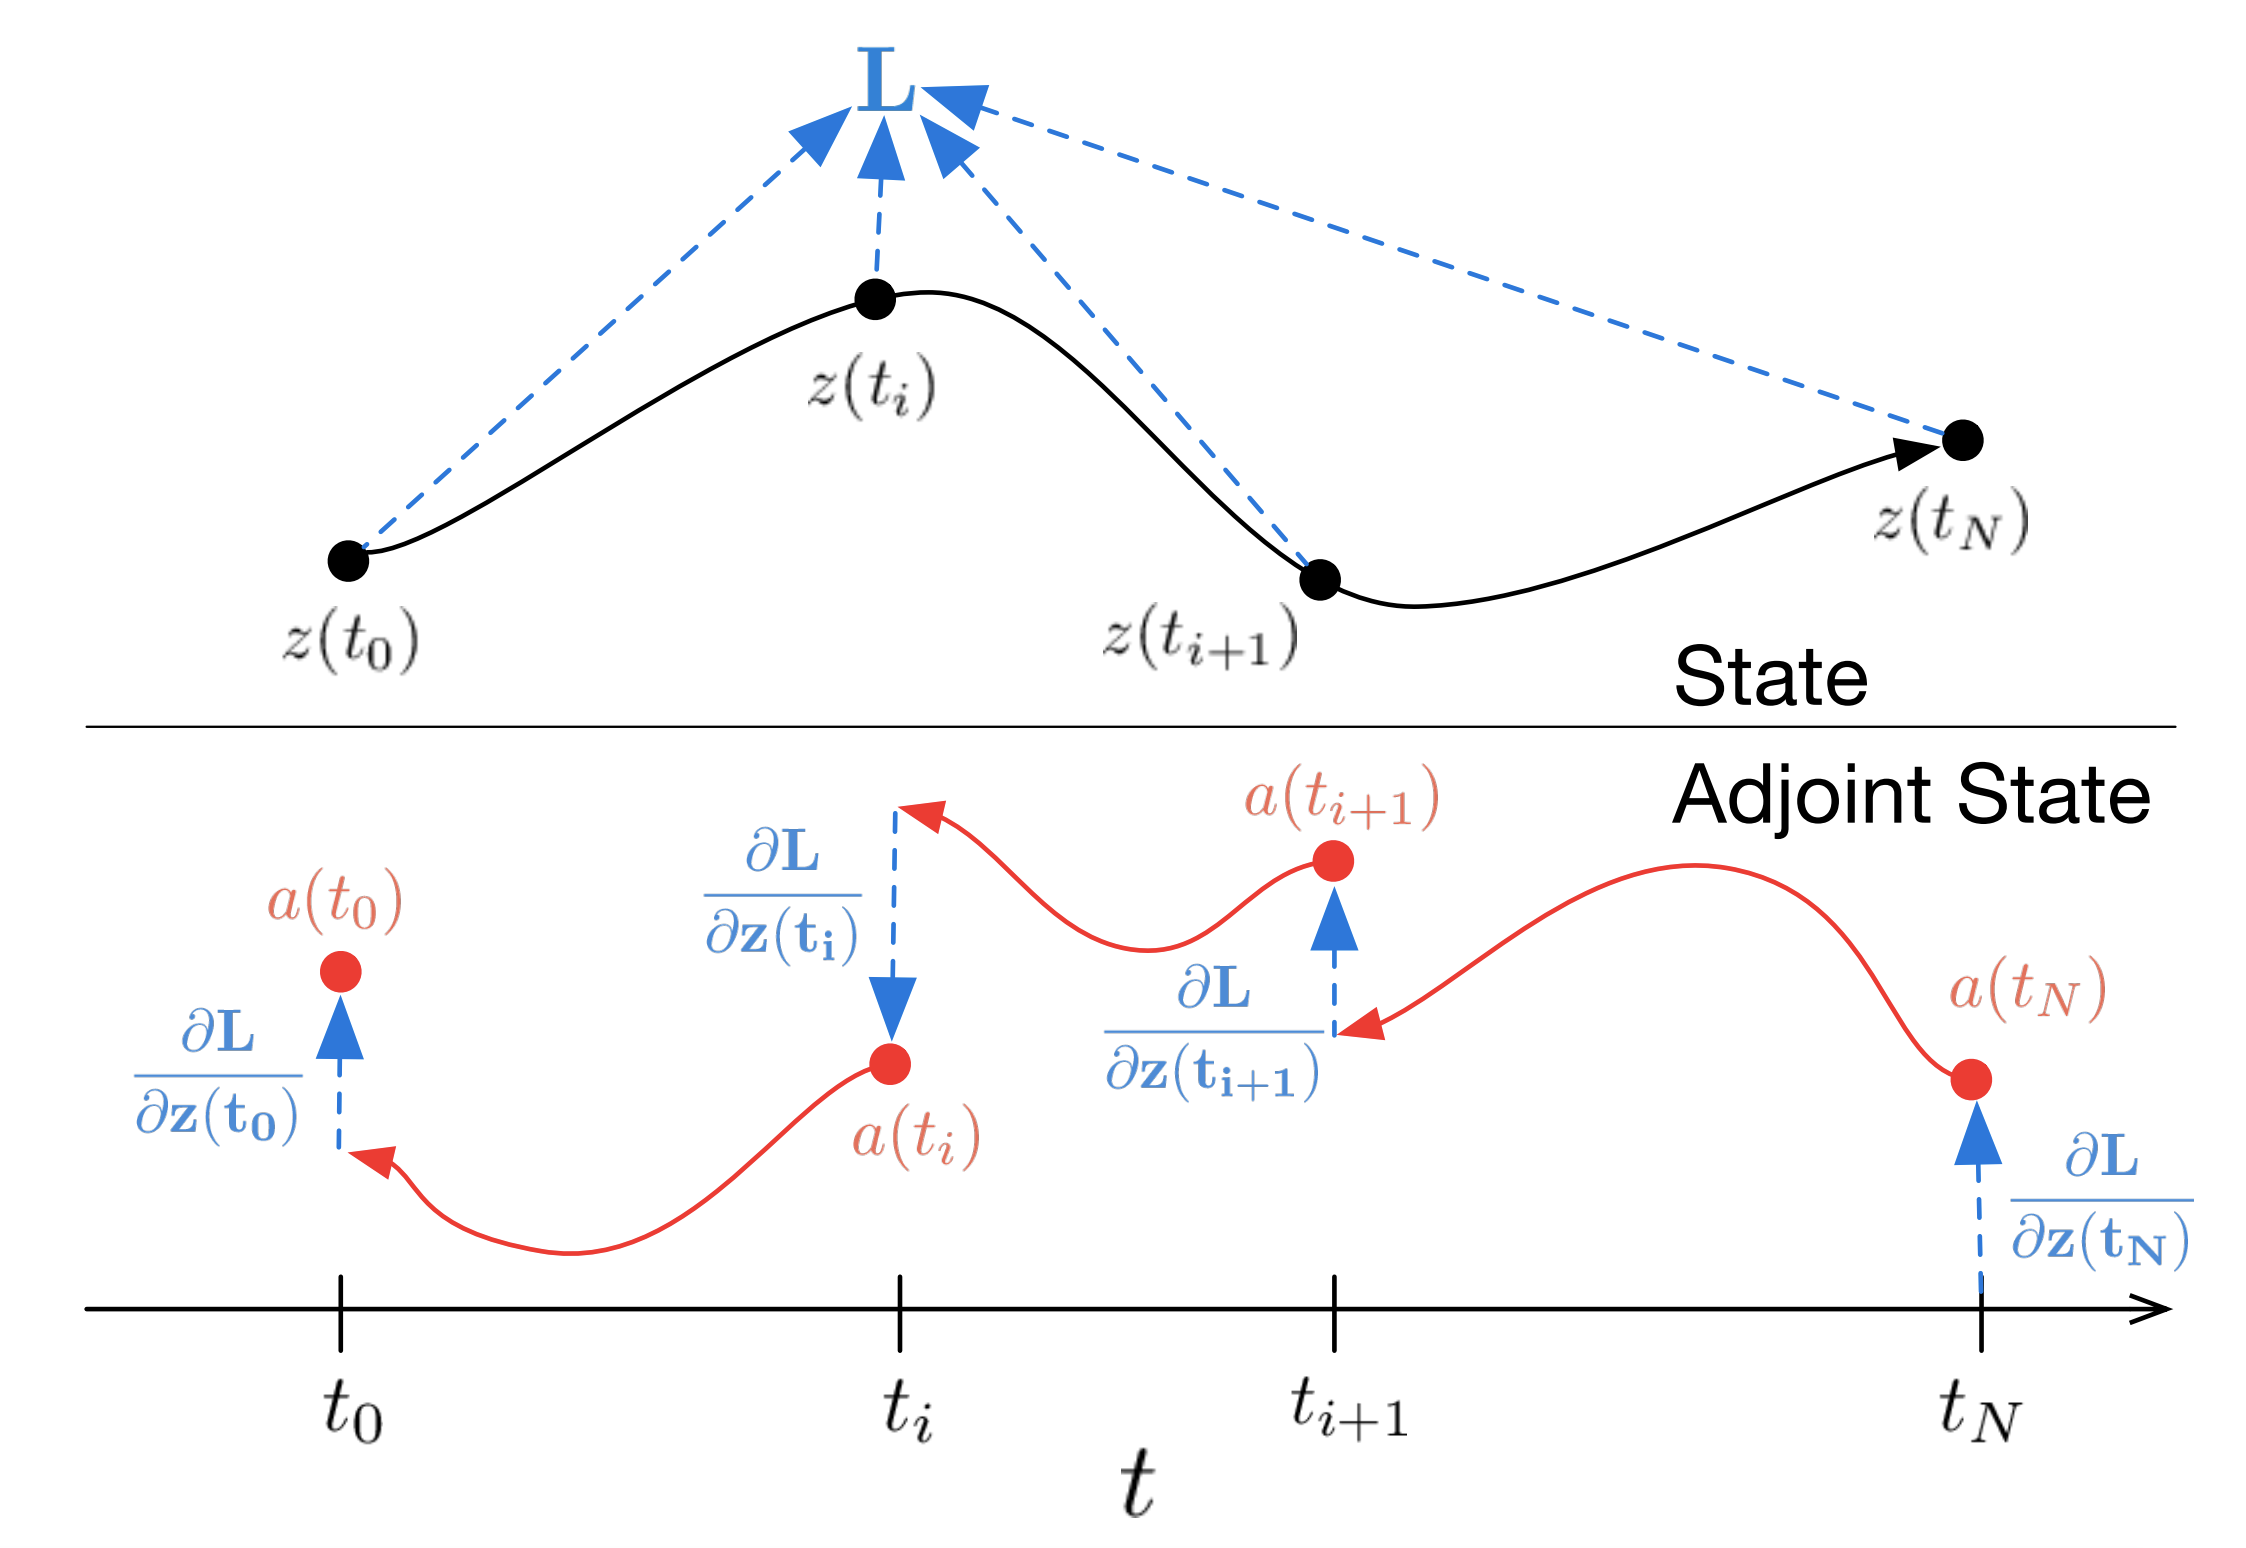 L
z(t_i)
z(t_N)
z(t_0)
z(t_{i+1})
State
Adjoint State
a(t_{i+1})
∂L/∂z(t_i)
a(t_0)
∂L/∂z(t_{i+1})
a(t_N)
∂L/∂z(t_0)
a(t_i)
∂L/∂z(t_N)
t_0 t_i t_{i+1} t_N
t